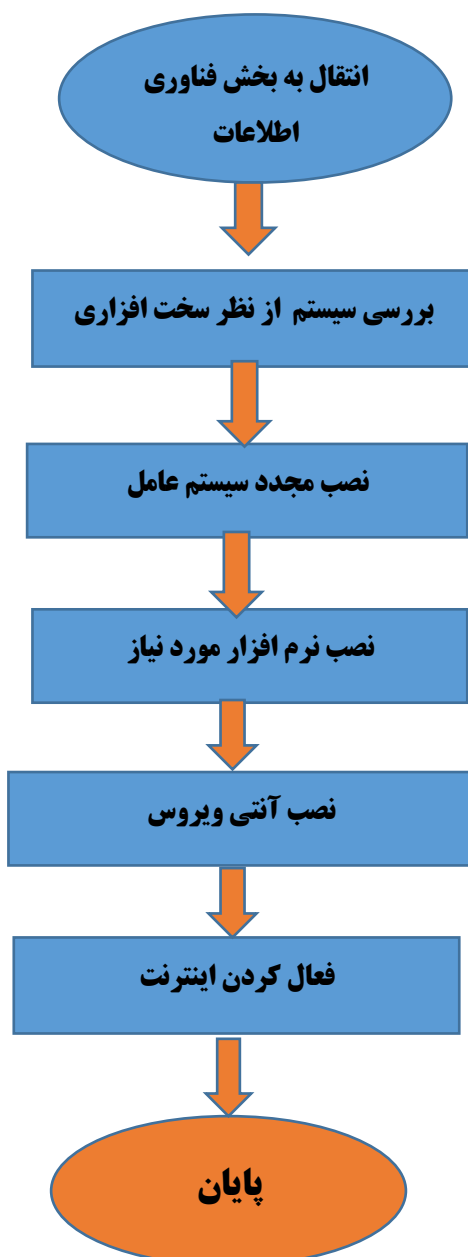 انتقال به بخش فناوری
اطلاعات
بررسی سیستم از نظر سخت افزاری
نصب مجدد سیستم عامل
نصب نرم افزار مورد نیاز
نصب آنتی ویروس
فعال کردن اینترنت
پایان